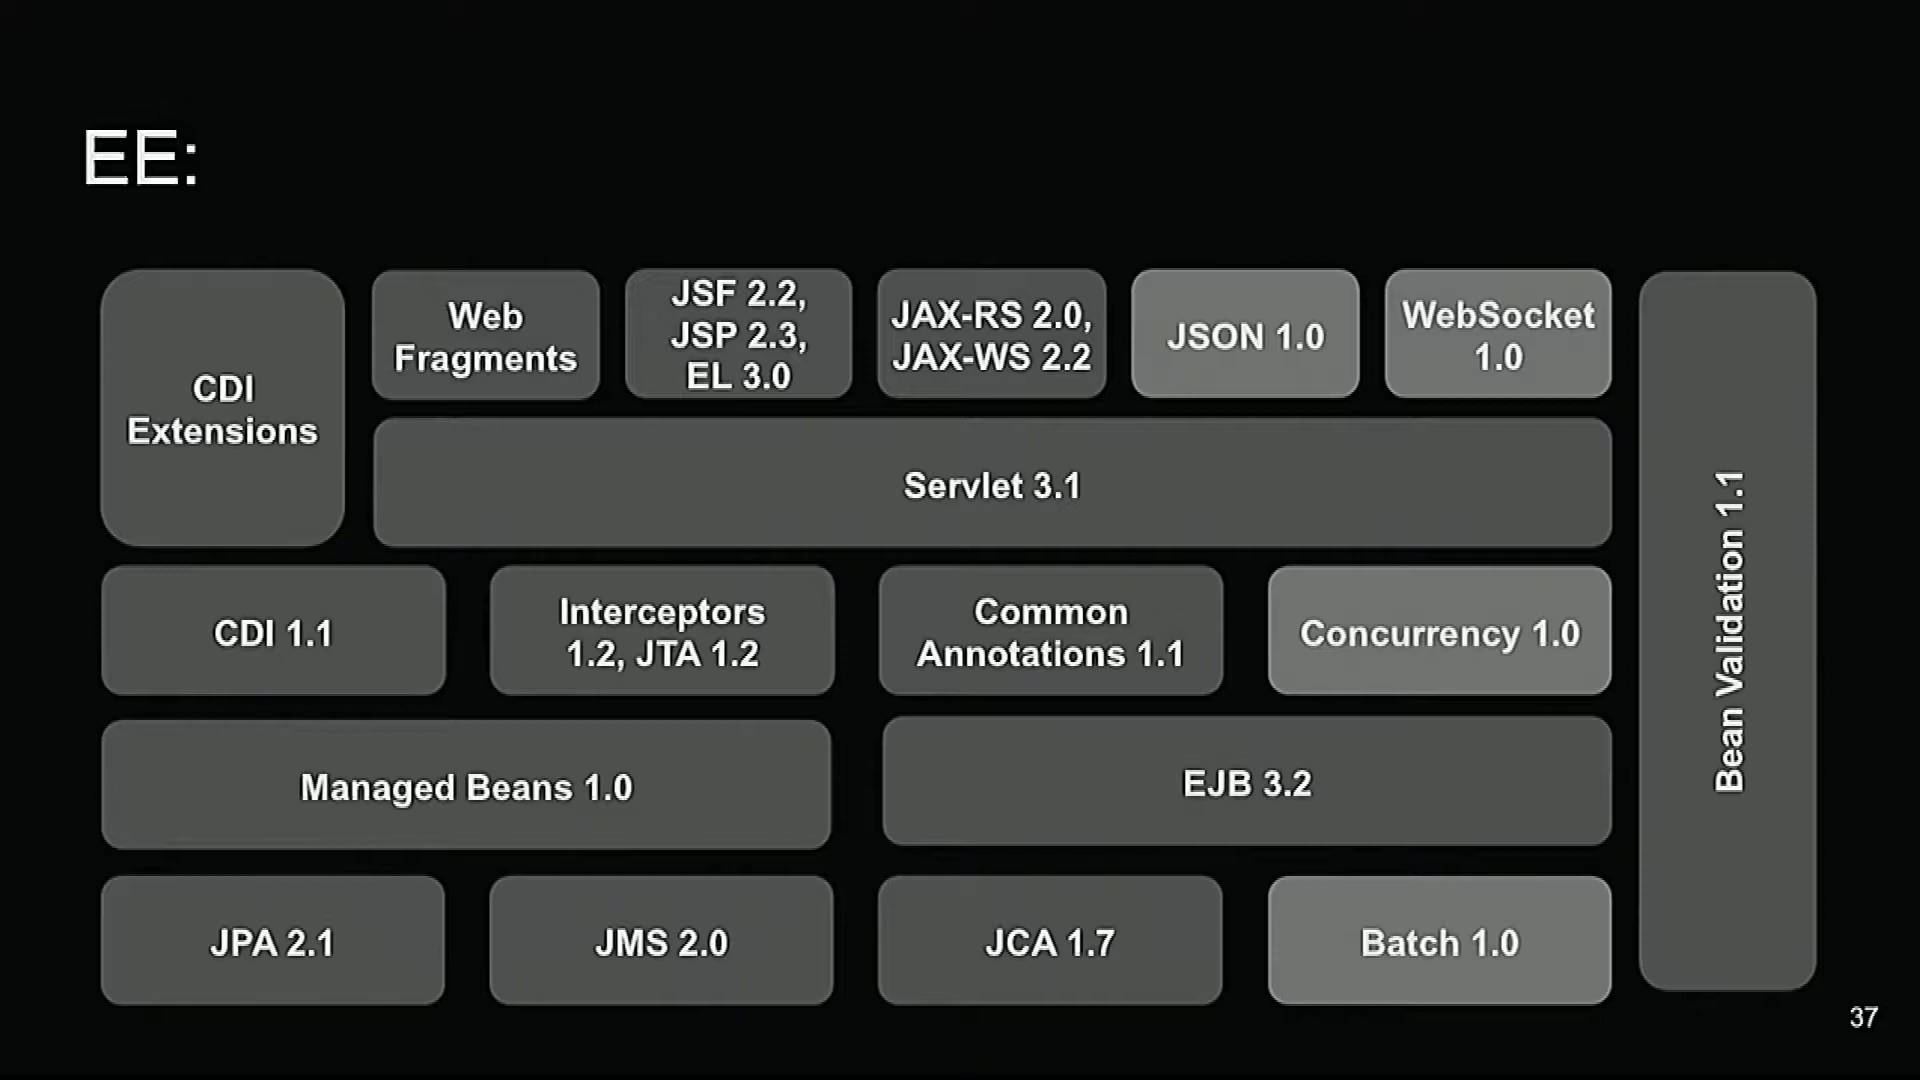 EE:
CDI
Extensions
Web
Fragments
JSF 2.2,
JSP 2.3,
EL 3.0
JAX-RS 2.0,
JAX-WS 2.2
JSON 1.0
WebSocket
1.0
Servlet 3.1
CDI 1.1
Interceptors
1.2, JTA 1.2
Common
Annotations 1.1
Concurrency 1.0
Managed Beans 1.0
EJB 3.2
JPA 2.1
JMS 2.0
JCA 1.7
Batch 1.0
Bean Validation 1.1
37